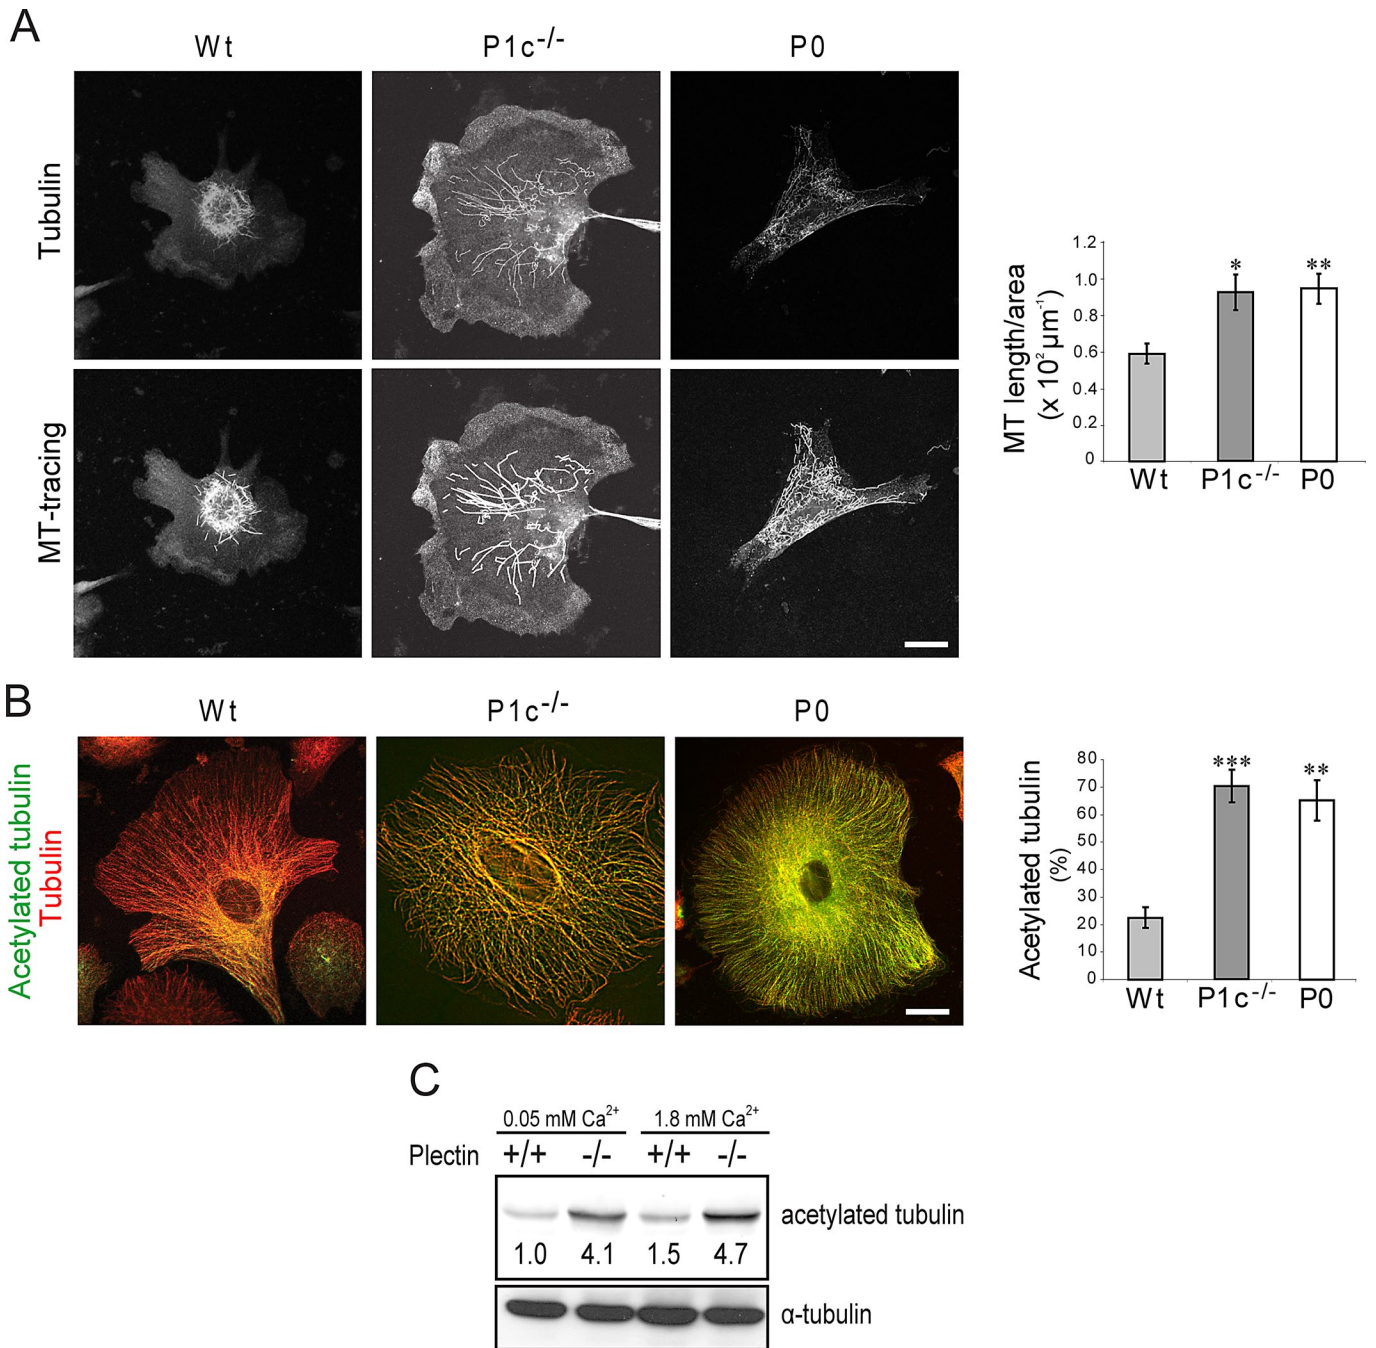 A
Wt P1c-/- P0
Tubulin
MT-tracing
MT length/area
(x 10² µm⁻¹)
1.2
1.0
0.8
0.6
0.4
0.2
0
* **
Wt P1c-/- P0
B
Wt P1c-/- P0
Acetylated tubulin
Tubulin
Acetylated tubulin
(%)
80
70
60
50
40
30
20
10
0
*** **
Wt P1c-/- P0
C
0.05 mM Ca²⁺ 1.8 mM Ca²⁺
Plectin +/+ -/- +/+ -/-
acetylated tubulin
1.0 4.1 1.5 4.7
α-tubulin